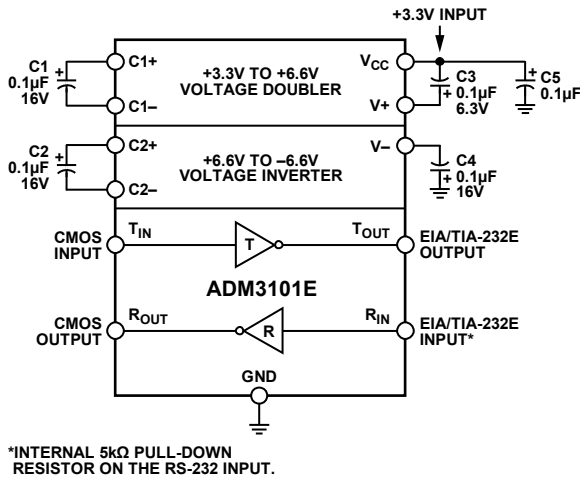 +3.3V INPUT
C1
0.1µF
16V
+
C1+
C1–
+3.3V TO +6.6V
VOLTAGE DOUBLER
VCC
V+
+
C3
0.1µF
6.3V
+
C5
0.1µF
C2
0.1µF
16V
+
C2+
C2–
+6.6V TO –6.6V
VOLTAGE INVERTER
V–
+
C4
0.1µF
16V
CMOS
INPUT
TIN
T
TOUT
EIA/TIA-232E
OUTPUT
ADM3101E
CMOS
OUTPUT
ROUT
R
RIN
EIA/TIA-232E
INPUT*
GND
*INTERNAL 5kΩ PULL-DOWN
RESISTOR ON THE RS-232 INPUT.